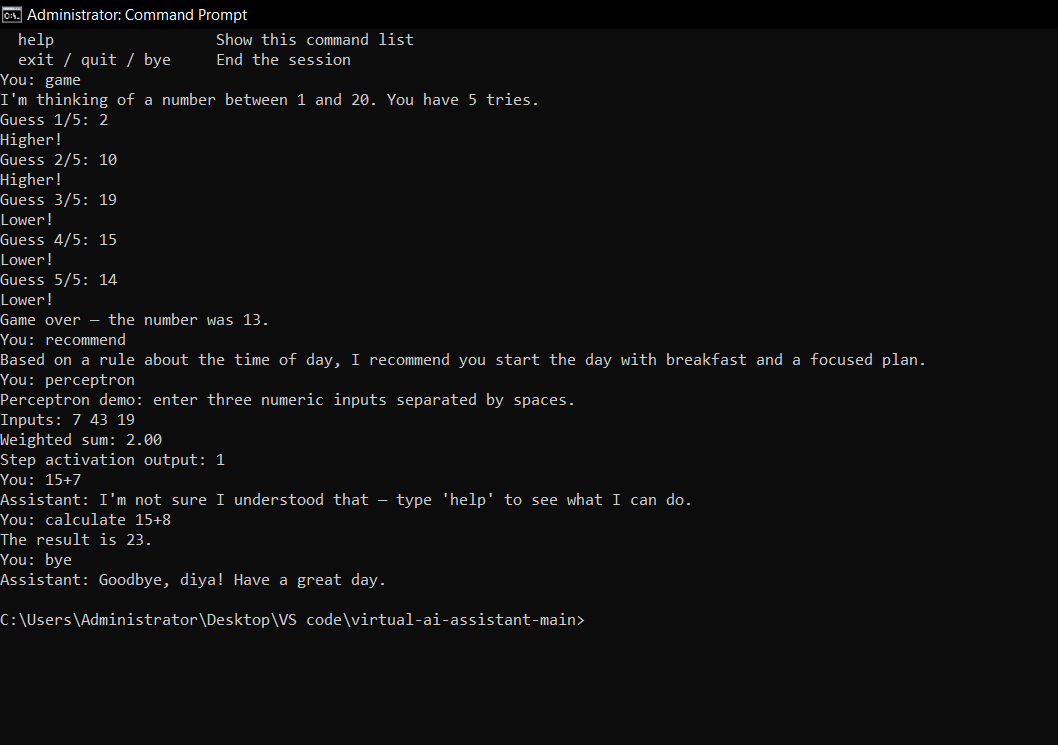 Administrator: Command Prompt
  help                  Show this command list
  exit / quit / bye     End the session
You: game
I'm thinking of a number between 1 and 20. You have 5 tries.
Guess 1/5: 2
Higher!
Guess 2/5: 10
Higher!
Guess 3/5: 19
Lower!
Guess 4/5: 15
Lower!
Guess 5/5: 14
Lower!
Game over — the number was 13.
You: recommend
Based on a rule about the time of day, I recommend you start the day with breakfast and a focused plan.
You: perceptron
Perceptron demo: enter three numeric inputs separated by spaces.
Inputs: 7 43 19
Weighted sum: 2.00
Step activation output: 1
You: 15+7
Assistant: I'm not sure I understood that — type 'help' to see what I can do.
You: calculate 15+8
The result is 23.
You: bye
Assistant: Goodbye, diya! Have a great day.
C:\Users\Administrator\Desktop\VS code\virtual-ai-assistant-main>